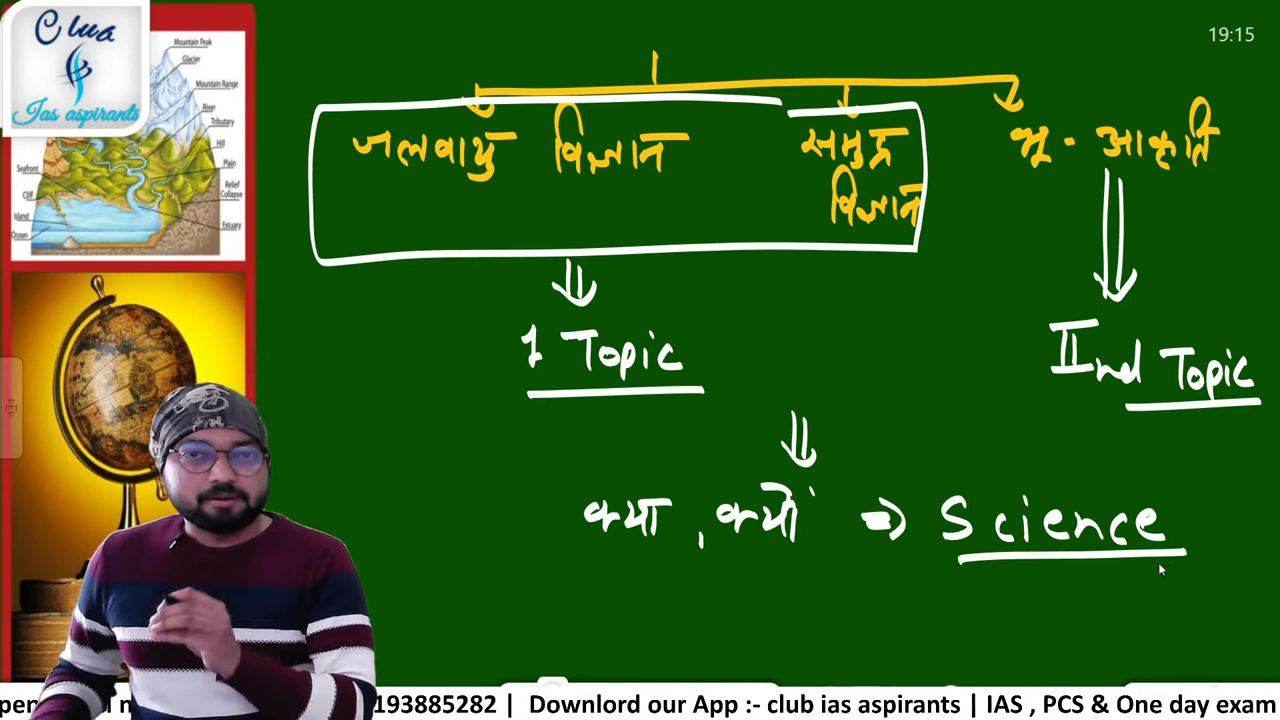 Club
Ias aspirants
Mountain Peak
Glacier
Mountain Range
River
Tributary
Hill
Plain
Relief
Collapse
Estuary
Seafront
Cliff
Island
Ocean
19:15
जलवायु विज्ञान
समुद्र
विज्ञान
भू - आकृति
1 Topic
IInd Topic
क्या , क्यों ⇒ Science
193885282 | Downlord our App :- club ias aspirants | IAS , PCS & One day exam